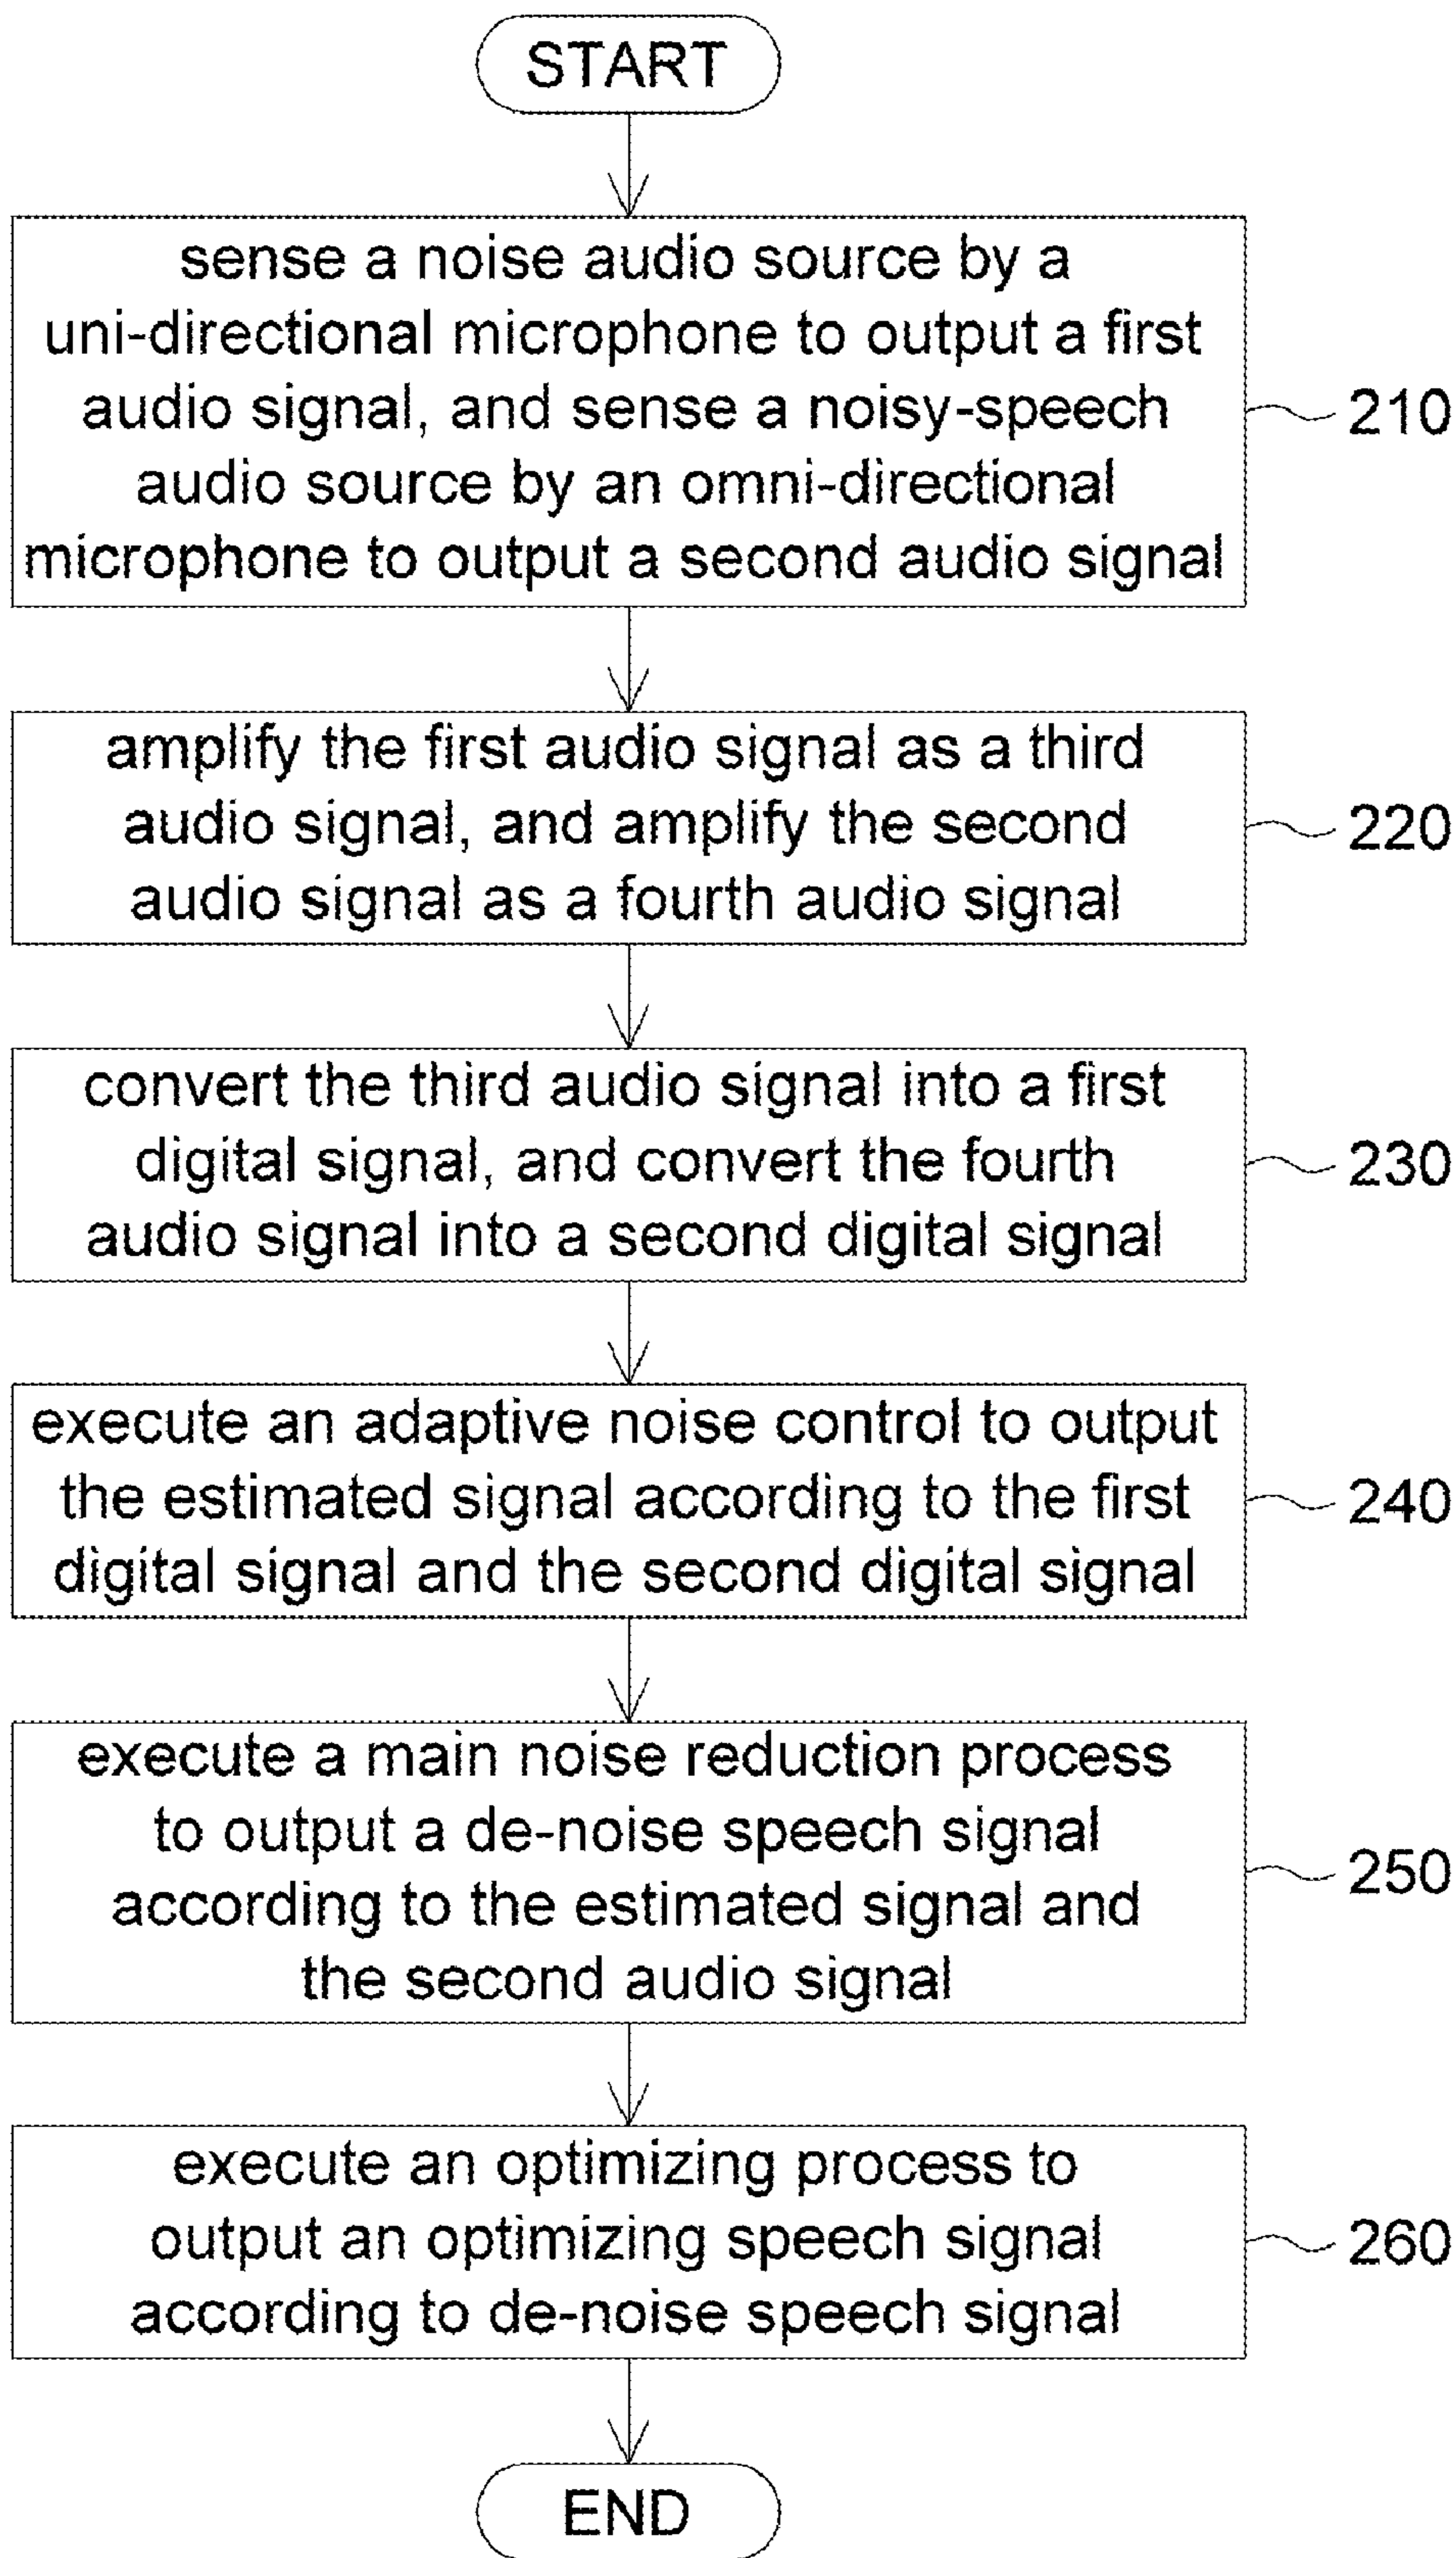 START
sense a noise audio source by a
uni-directional microphone to output a first
audio signal, and sense a noisy-speech
audio source by an omni-directional
microphone to output a second audio signal
210
amplify the first audio signal as a third
audio signal, and amplify the second
audio signal as a fourth audio signal
220
convert the third audio signal into a first
digital signal, and convert the fourth
audio signal into a second digital signal
230
execute an adaptive noise control to output
the estimated signal according to the first
digital signal and the second digital signal
240
execute a main noise reduction process
to output a de-noise speech signal
according to the estimated signal and
the second audio signal
250
execute an optimizing process to
output an optimizing speech signal
according to de-noise speech signal
260
END